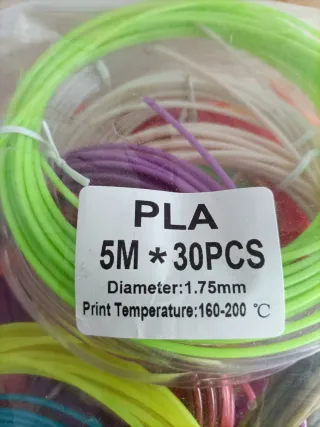 PLA
5M * 30PCS
Diameter:1.75mm
Print Temperature:160-200 ℃